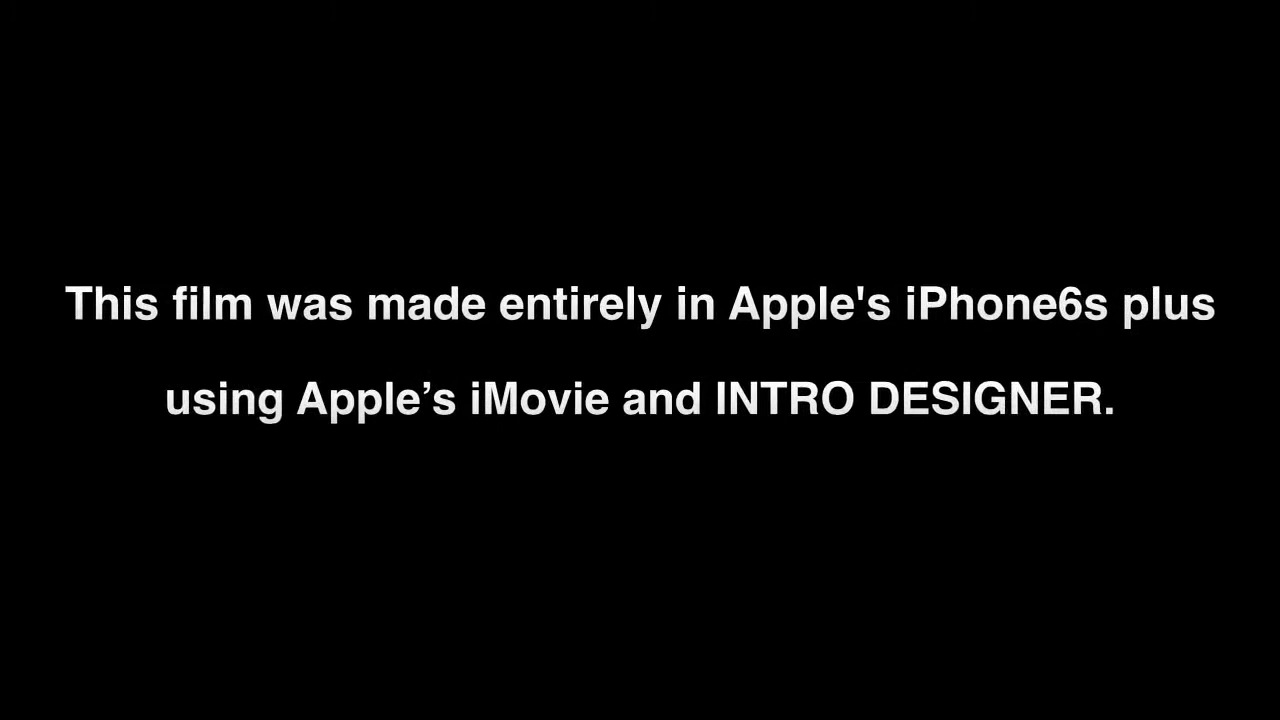 This film was made entirely in Apple's iPhone6s plus
using Apple’s iMovie and INTRO DESIGNER.